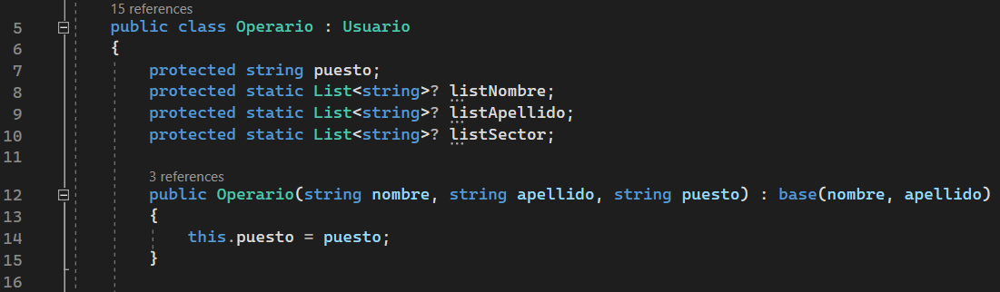 15 references
5 public class Operario : Usuario
6 {
7 protected string puesto;
8 protected static List<string>? listNombre;
9 protected static List<string>? listApellido;
10 protected static List<string>? listSector;
11
3 references
12 public Operario(string nombre, string apellido, string puesto) : base(nombre, apellido)
13 {
14 this.puesto = puesto;
15 }
16